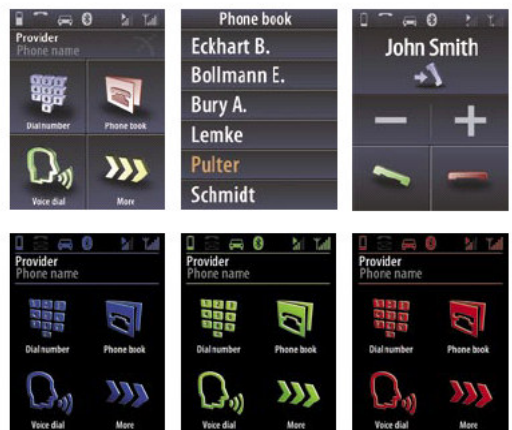 Provider
Phone name
Dial number
Phone book
Voice dial
More
Phone book
Eckhart B.
Bollmann E.
Bury A.
Lemke
Pulter
Schmidt
John Smith
Provider
Phone name
Dial number
Phone book
Voice dial
More
Provider
Phone name
Dial number
Phone book
Voice dial
More
Provider
Phone name
Dial number
Phone book
Voice dial
More